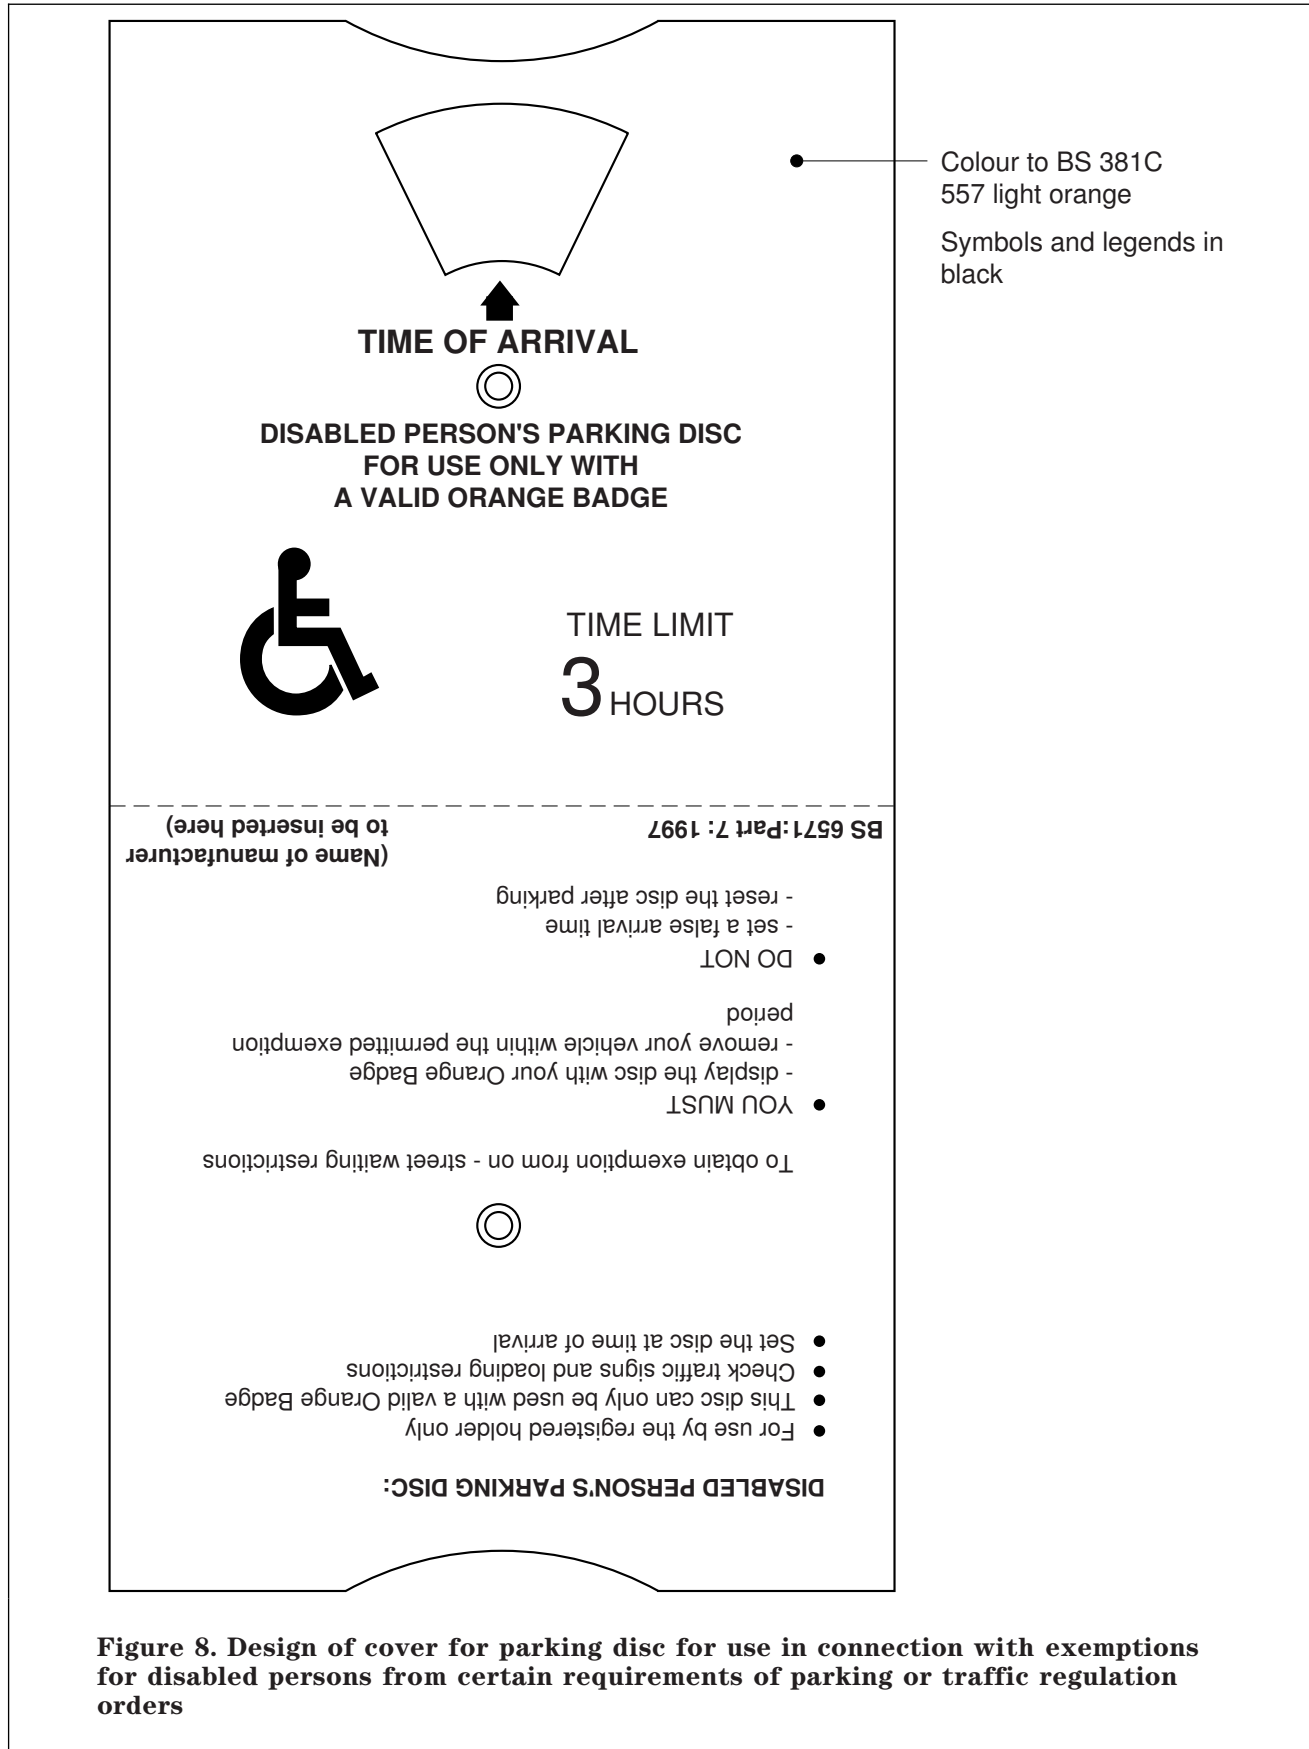 Colour to BS 381C
557 light orange
Symbols and legends in
black
TIME OF ARRIVAL
DISABLED PERSON'S PARKING DISC
FOR USE ONLY WITH
A VALID ORANGE BADGE
TIME LIMIT
3 HOURS
DISABLED PERSON'S PARKING DISC:
● For use by the registered holder only
● This disc can only be used with a valid Orange Badge
● Check traffic signs and loading restrictions
● Set the disc at time of arrival
To obtain exemption from on - street waiting restrictions
● YOU MUST
- display the disc with your Orange Badge
- remove your vehicle within the permitted exemption
period
● DO NOT
- set a false arrival time
- reset the disc after parking
BS 6571:Part 7: 1997
(Name of manufacturer
to be inserted here)
Figure 8. Design of cover for parking disc for use in connection with exemptions
for disabled persons from certain requirements of parking or traffic regulation
orders